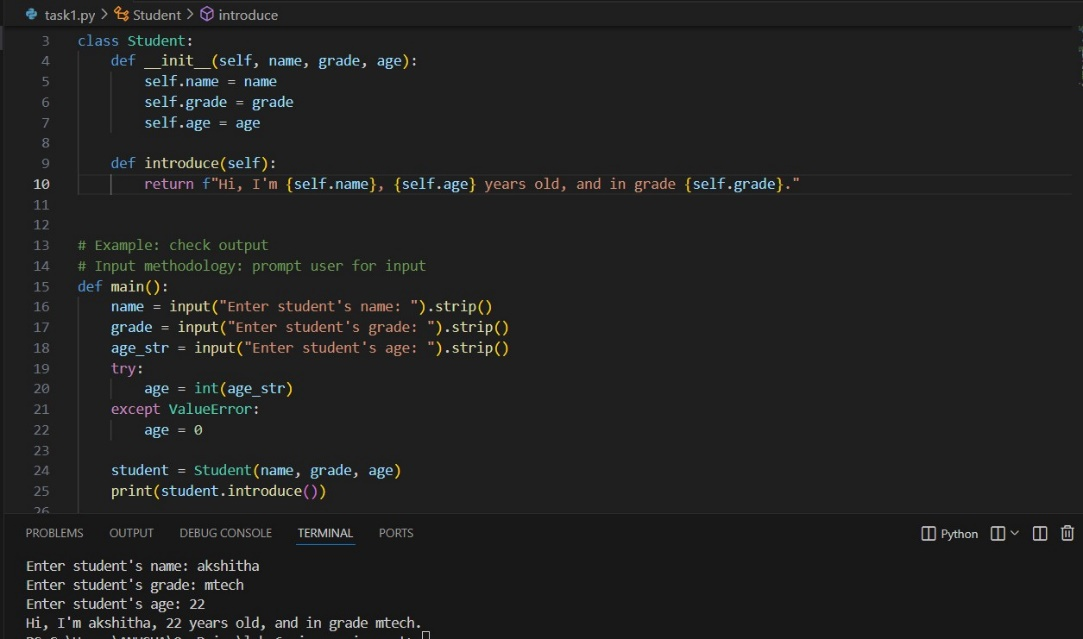 task1.py > Student > introduce
3 class Student:
4     def __init__(self, name, grade, age):
5         self.name = name
6         self.grade = grade
7         self.age = age
8
9     def introduce(self):
10         return f"Hi, I'm {self.name}, {self.age} years old, and in grade {self.grade}."
11
12
13 # Example: check output
14 # Input methodology: prompt user for input
15 def main():
16     name = input("Enter student's name: ").strip()
17     grade = input("Enter student's grade: ").strip()
18     age_str = input("Enter student's age: ").strip()
19     try:
20         age = int(age_str)
21     except ValueError:
22         age = 0
23
24     student = Student(name, grade, age)
25     print(student.introduce())
26
PROBLEMS OUTPUT DEBUG CONSOLE TERMINAL PORTS Python
Enter student's name: akshitha
Enter student's grade: mtech
Enter student's age: 22
Hi, I'm akshitha, 22 years old, and in grade mtech.